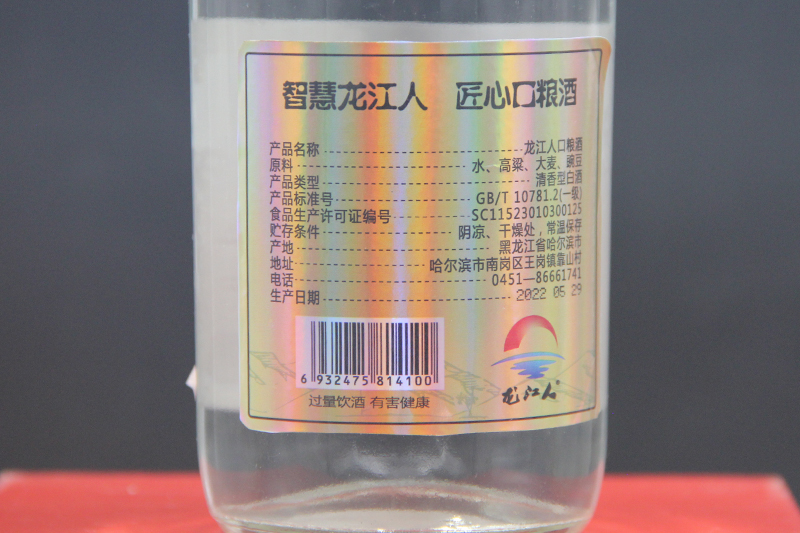 智慧龙江人 匠心口粮酒
产品名称 龙江人口粮酒
原料 水、高粱、大麦、豌豆
产品类型 清香型白酒
产品标准号 GB/T 10781.2(一级)
食品生产许可证编号 SC11523010300125
贮存条件 阴凉、干燥处，常温保存
产地 黑龙江省哈尔滨市
地址 哈尔滨市南岗区王岗镇靠山村
电话 0451—86661741
生产日期 2022 05 29
6 932475 814100
过量饮酒 有害健康
龙江人